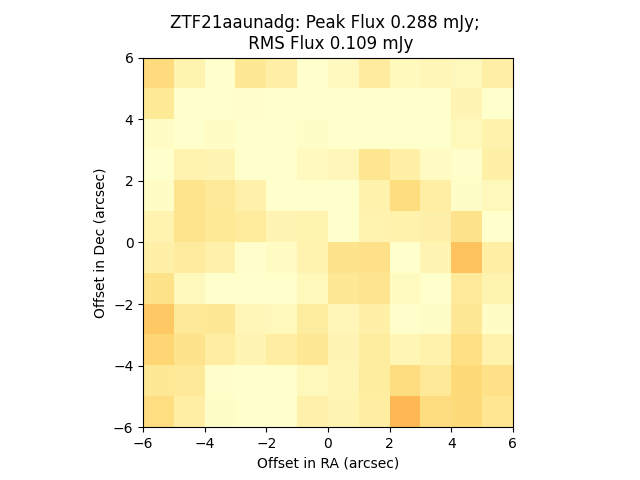 ZTF21aaunadg: Peak Flux 0.288 mJy;
RMS Flux 0.109 mJy
6
4
2
0
−2
−4
−6
Offset in Dec (arcsec)
−6 −4 −2 0 2 4 6
Offset in RA (arcsec)